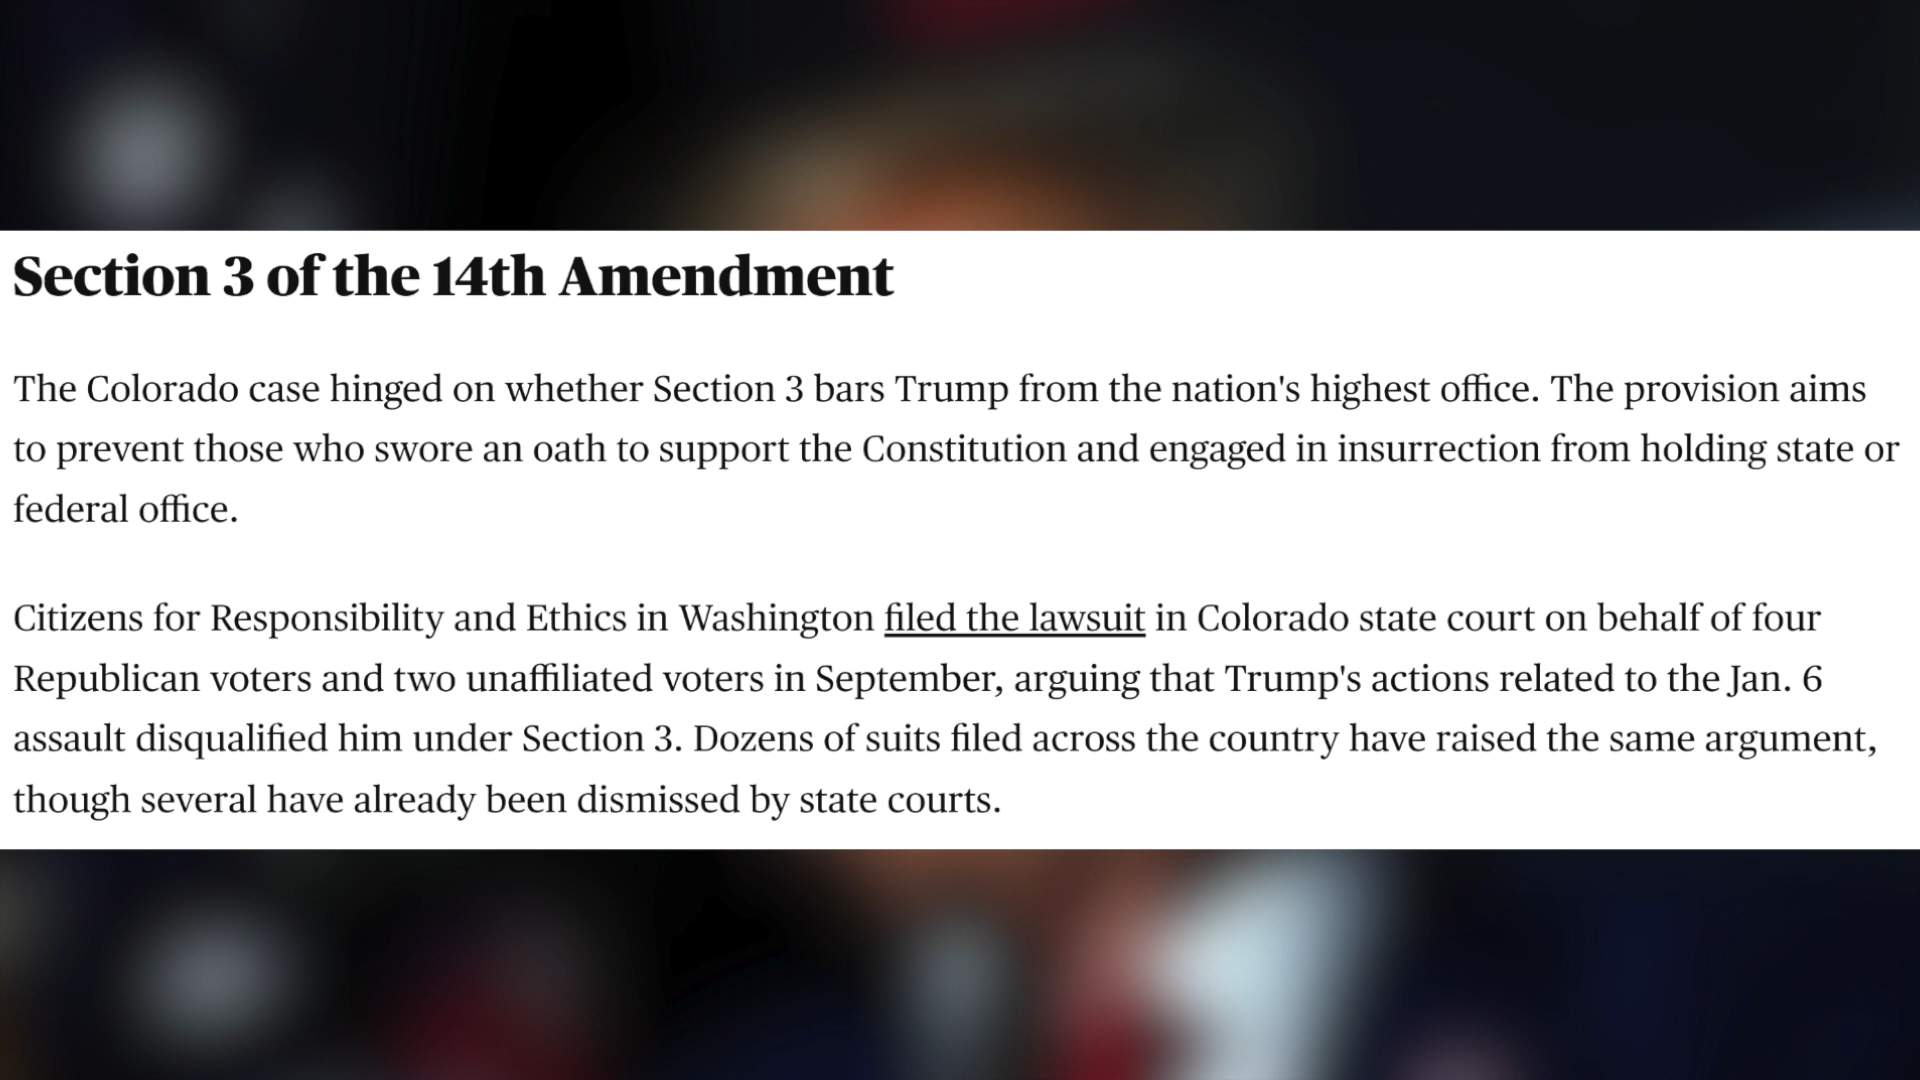 Section 3 of the 14th Amendment
The Colorado case hinged on whether Section 3 bars Trump from the nation's highest office. The provision aims
to prevent those who swore an oath to support the Constitution and engaged in insurrection from holding state or
federal office.
Citizens for Responsibility and Ethics in Washington filed the lawsuit in Colorado state court on behalf of four
Republican voters and two unaffiliated voters in September, arguing that Trump's actions related to the Jan. 6
assault disqualified him under Section 3. Dozens of suits filed across the country have raised the same argument,
though several have already been dismissed by state courts.